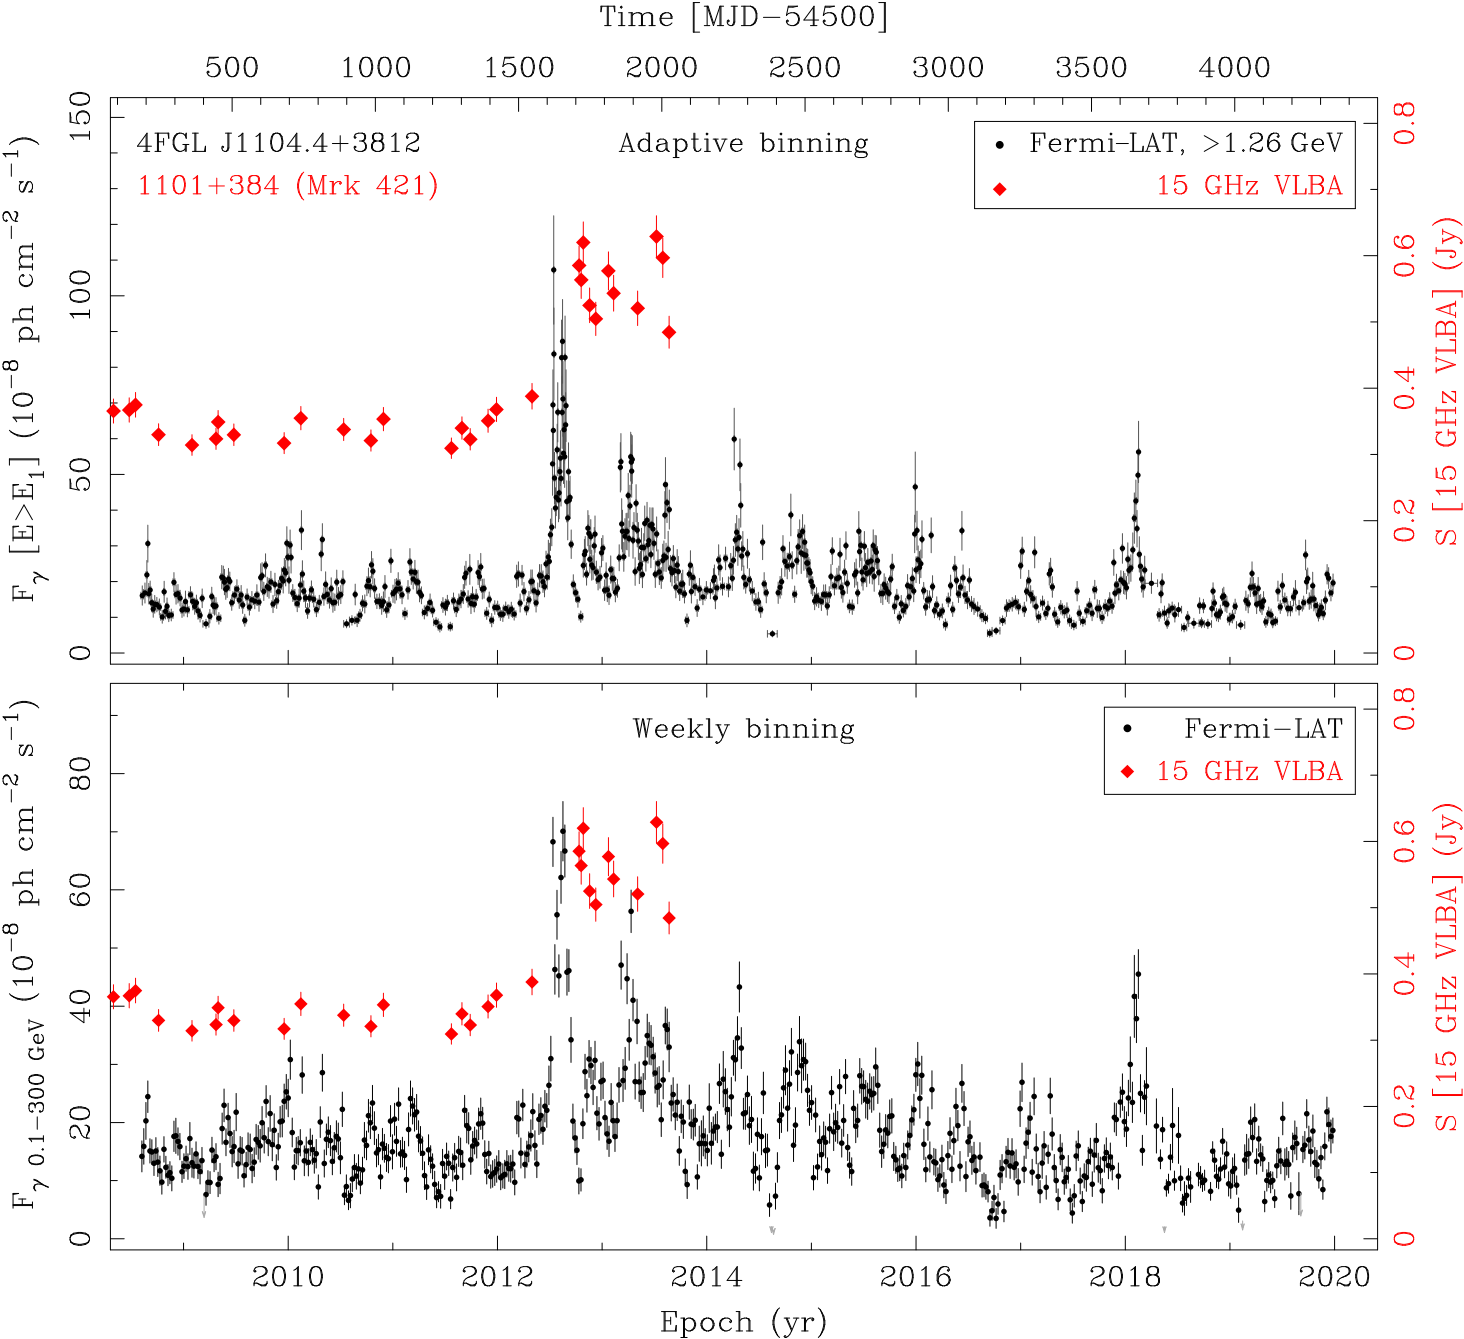 Time [MJD−54500]
500 1000 1500 2000 2500 3000 3500 4000
4FGL J1104.4+3812
1101+384 (Mrk 421)
Adaptive binning
Fermi−LAT, >1.26 GeV
15 GHz VLBA
F_γ [E>E_1] (10^−8 ph cm^−2 s^−1)
150
100
50
0
S [15 GHz VLBA] (Jy)
0.8
0.6
0.4
0.2
0
Weekly binning
Fermi−LAT
15 GHz VLBA
F_γ 0.1−300 GeV (10^−8 ph cm^−2 s^−1)
80
60
40
20
0
S [15 GHz VLBA] (Jy)
0.8
0.6
0.4
0.2
0
2010 2012 2014 2016 2018 2020
Epoch (yr)